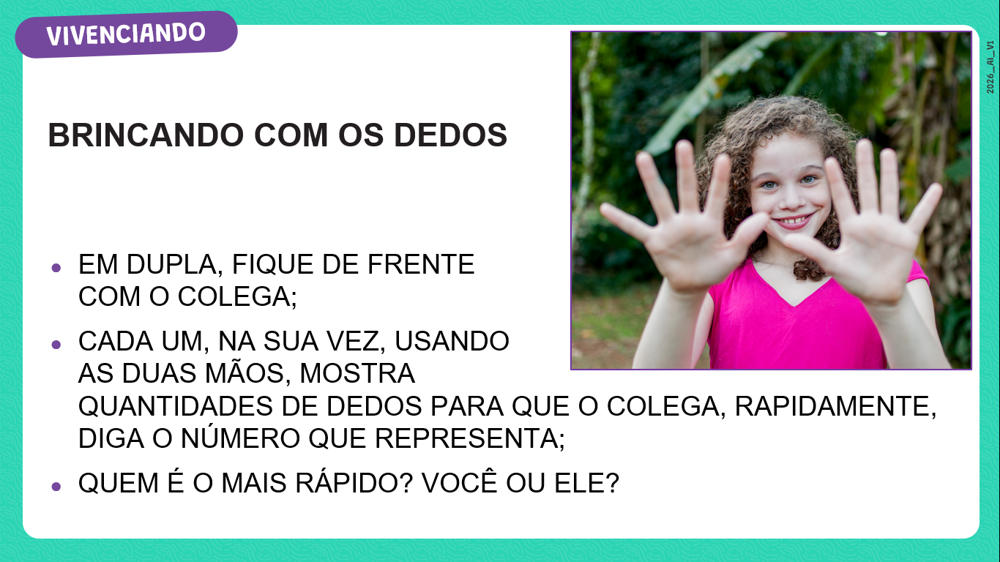 VIVENCIANDO
2026_AI_V1
BRINCANDO COM OS DEDOS
• EM DUPLA, FIQUE DE FRENTE
COM O COLEGA;
• CADA UM, NA SUA VEZ, USANDO
AS DUAS MÃOS, MOSTRA
QUANTIDADES DE DEDOS PARA QUE O COLEGA, RAPIDAMENTE,
DIGA O NÚMERO QUE REPRESENTA;
• QUEM É O MAIS RÁPIDO? VOCÊ OU ELE?